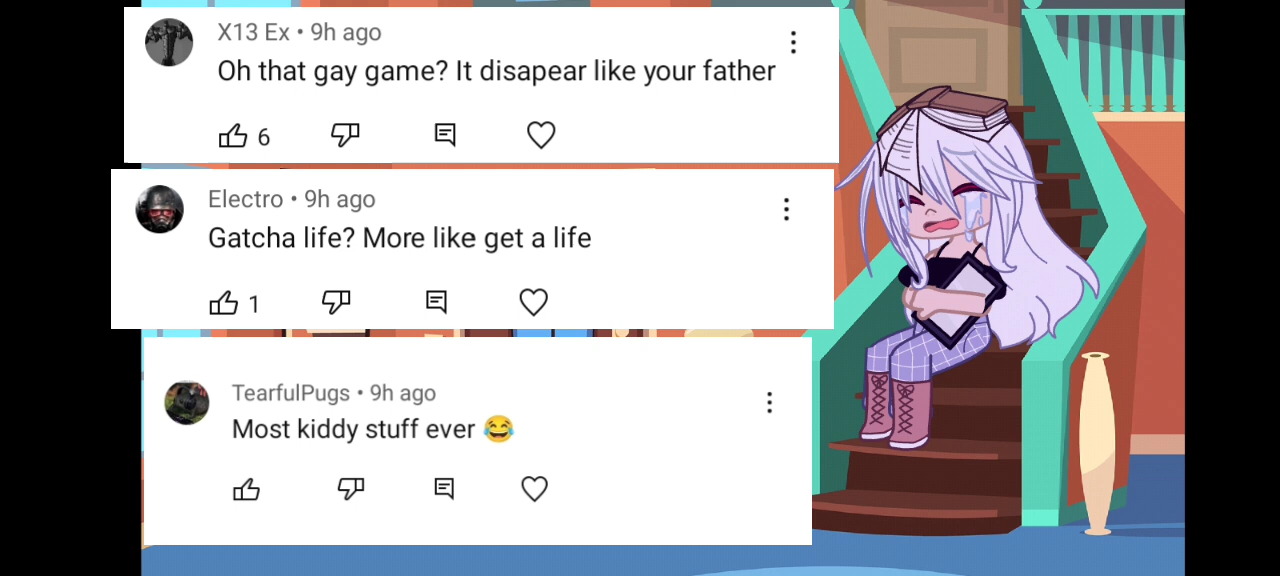 X13 Ex • 9h ago
Oh that gay game? It disapear like your father
6
Electro • 9h ago
Gatcha life? More like get a life
1
TearfulPugs • 9h ago
Most kiddy stuff ever 😂